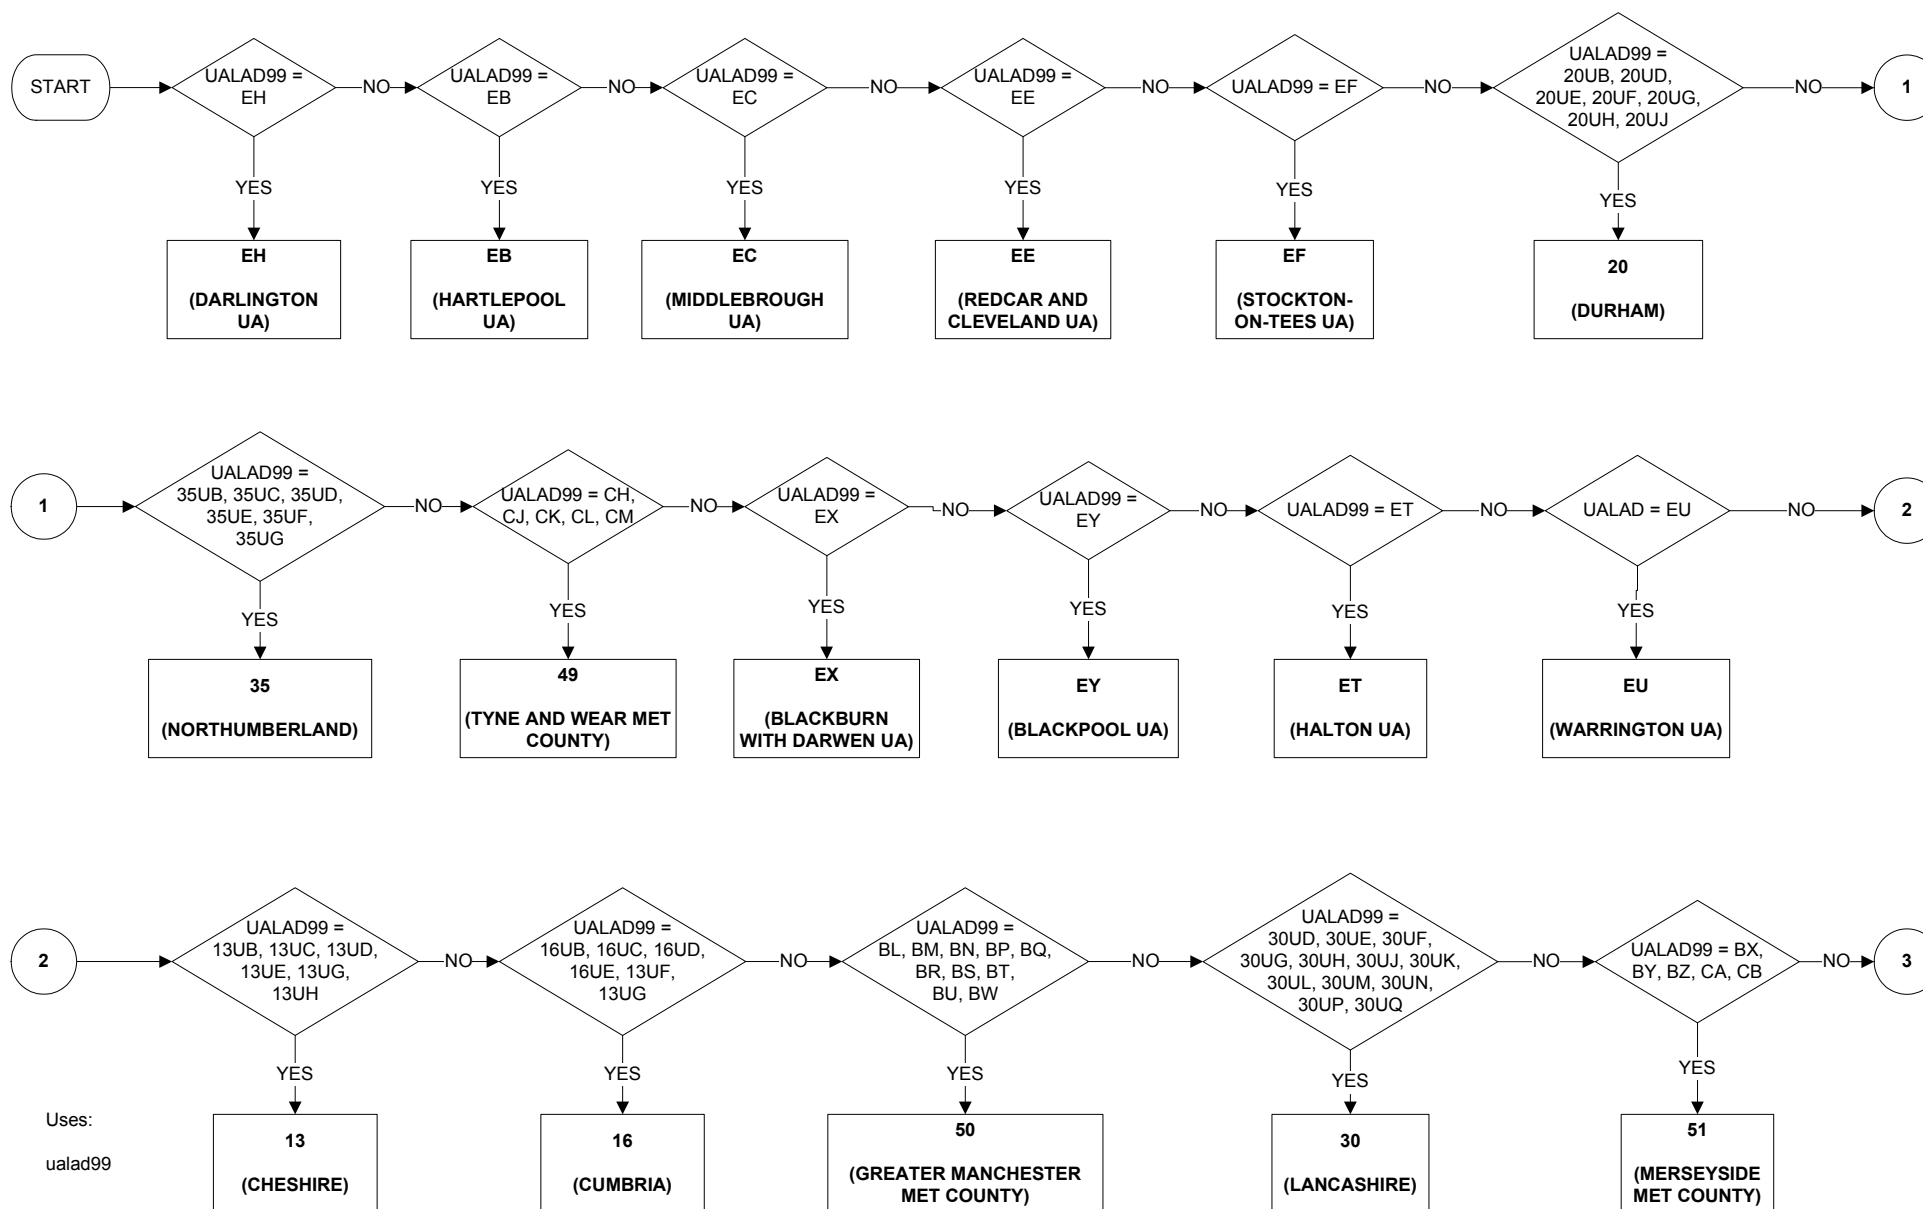 START
UALAD99 =
EH
NO
UALAD99 =
EB
NO
UALAD99 =
EC
NO
UALAD99 =
EE
NO
UALAD99 = EF
NO
UALAD99 =
20UB, 20UD,
20UE, 20UF, 20UG,
20UH, 20UJ
NO
1
YES
YES
YES
YES
YES
YES
EH
(DARLINGTON
UA)
EB
(HARTLEPOOL
UA)
EC
(MIDDLEBROUGH
UA)
EE
(REDCAR AND
CLEVELAND UA)
EF
(STOCKTON-
ON-TEES UA)
20
(DURHAM)
1
UALAD99 =
35UB, 35UC, 35UD,
35UE, 35UF,
35UG
NO
UALAD99 = CH,
CJ, CK, CL, CM
NO
UALAD99 =
EX
NO
UALAD99 =
EY
NO
UALAD99 = ET
NO
UALAD = EU
NO
2
YES
YES
YES
YES
YES
YES
35
(NORTHUMBERLAND)
49
(TYNE AND WEAR MET
COUNTY)
EX
(BLACKBURN
WITH DARWEN UA)
EY
(BLACKPOOL UA)
ET
(HALTON UA)
EU
(WARRINGTON UA)
2
UALAD99 =
13UB, 13UC, 13UD,
13UE, 13UG,
13UH
NO
UALAD99 =
16UB, 16UC, 16UD,
16UE, 13UF,
13UG
NO
UALAD99 =
BL, BM, BN, BP, BQ,
BR, BS, BT,
BU, BW
NO
UALAD99 =
30UD, 30UE, 30UF,
30UG, 30UH, 30UJ, 30UK,
30UL, 30UM, 30UN,
30UP, 30UQ
NO
UALAD99 = BX,
BY, BZ, CA, CB
NO
3
YES
YES
YES
YES
YES
Uses:
ualad99
13
(CHESHIRE)
16
(CUMBRIA)
50
(GREATER MANCHESTER
MET COUNTY)
30
(LANCASHIRE)
51
(MERSEYSIDE
MET COUNTY)